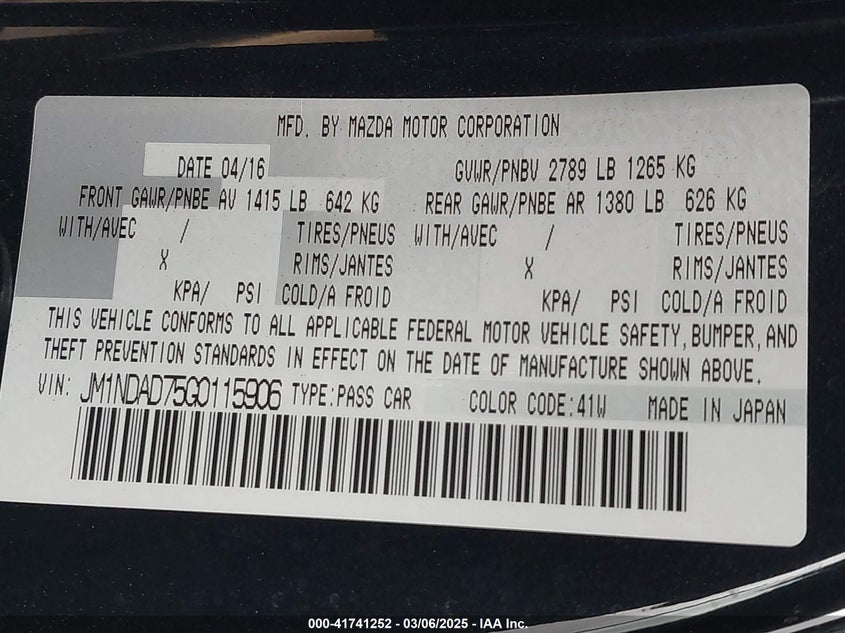 MFD. BY MAZDA MOTOR CORPORATION
DATE 04/16 GVWR/PNBV 2789 LB 1265 KG
FRONT GAWR/PNBE AV 1415 LB 642 KG REAR GAWR/PNBE AR 1380 LB 626 KG
WITH/AVEC / TIRES/PNEUS WITH/AVEC / TIRES/PNEUS
X RIMS/JANTES X RIMS/JANTES
KPA/ PSI COLD/A FROID KPA/ PSI COLD/A FROID
THIS VEHICLE CONFORMS TO ALL APPLICABLE FEDERAL MOTOR VEHICLE SAFETY, BUMPER, AND
THEFT PREVENTION STANDARDS IN EFFECT ON THE DATE OF MANUFACTURE SHOWN ABOVE.
VIN: JM1NDAD75G0115906 TYPE: PASS CAR COLOR CODE: 41W MADE IN JAPAN
000-41741252 - 03/06/2025 - IAA Inc.